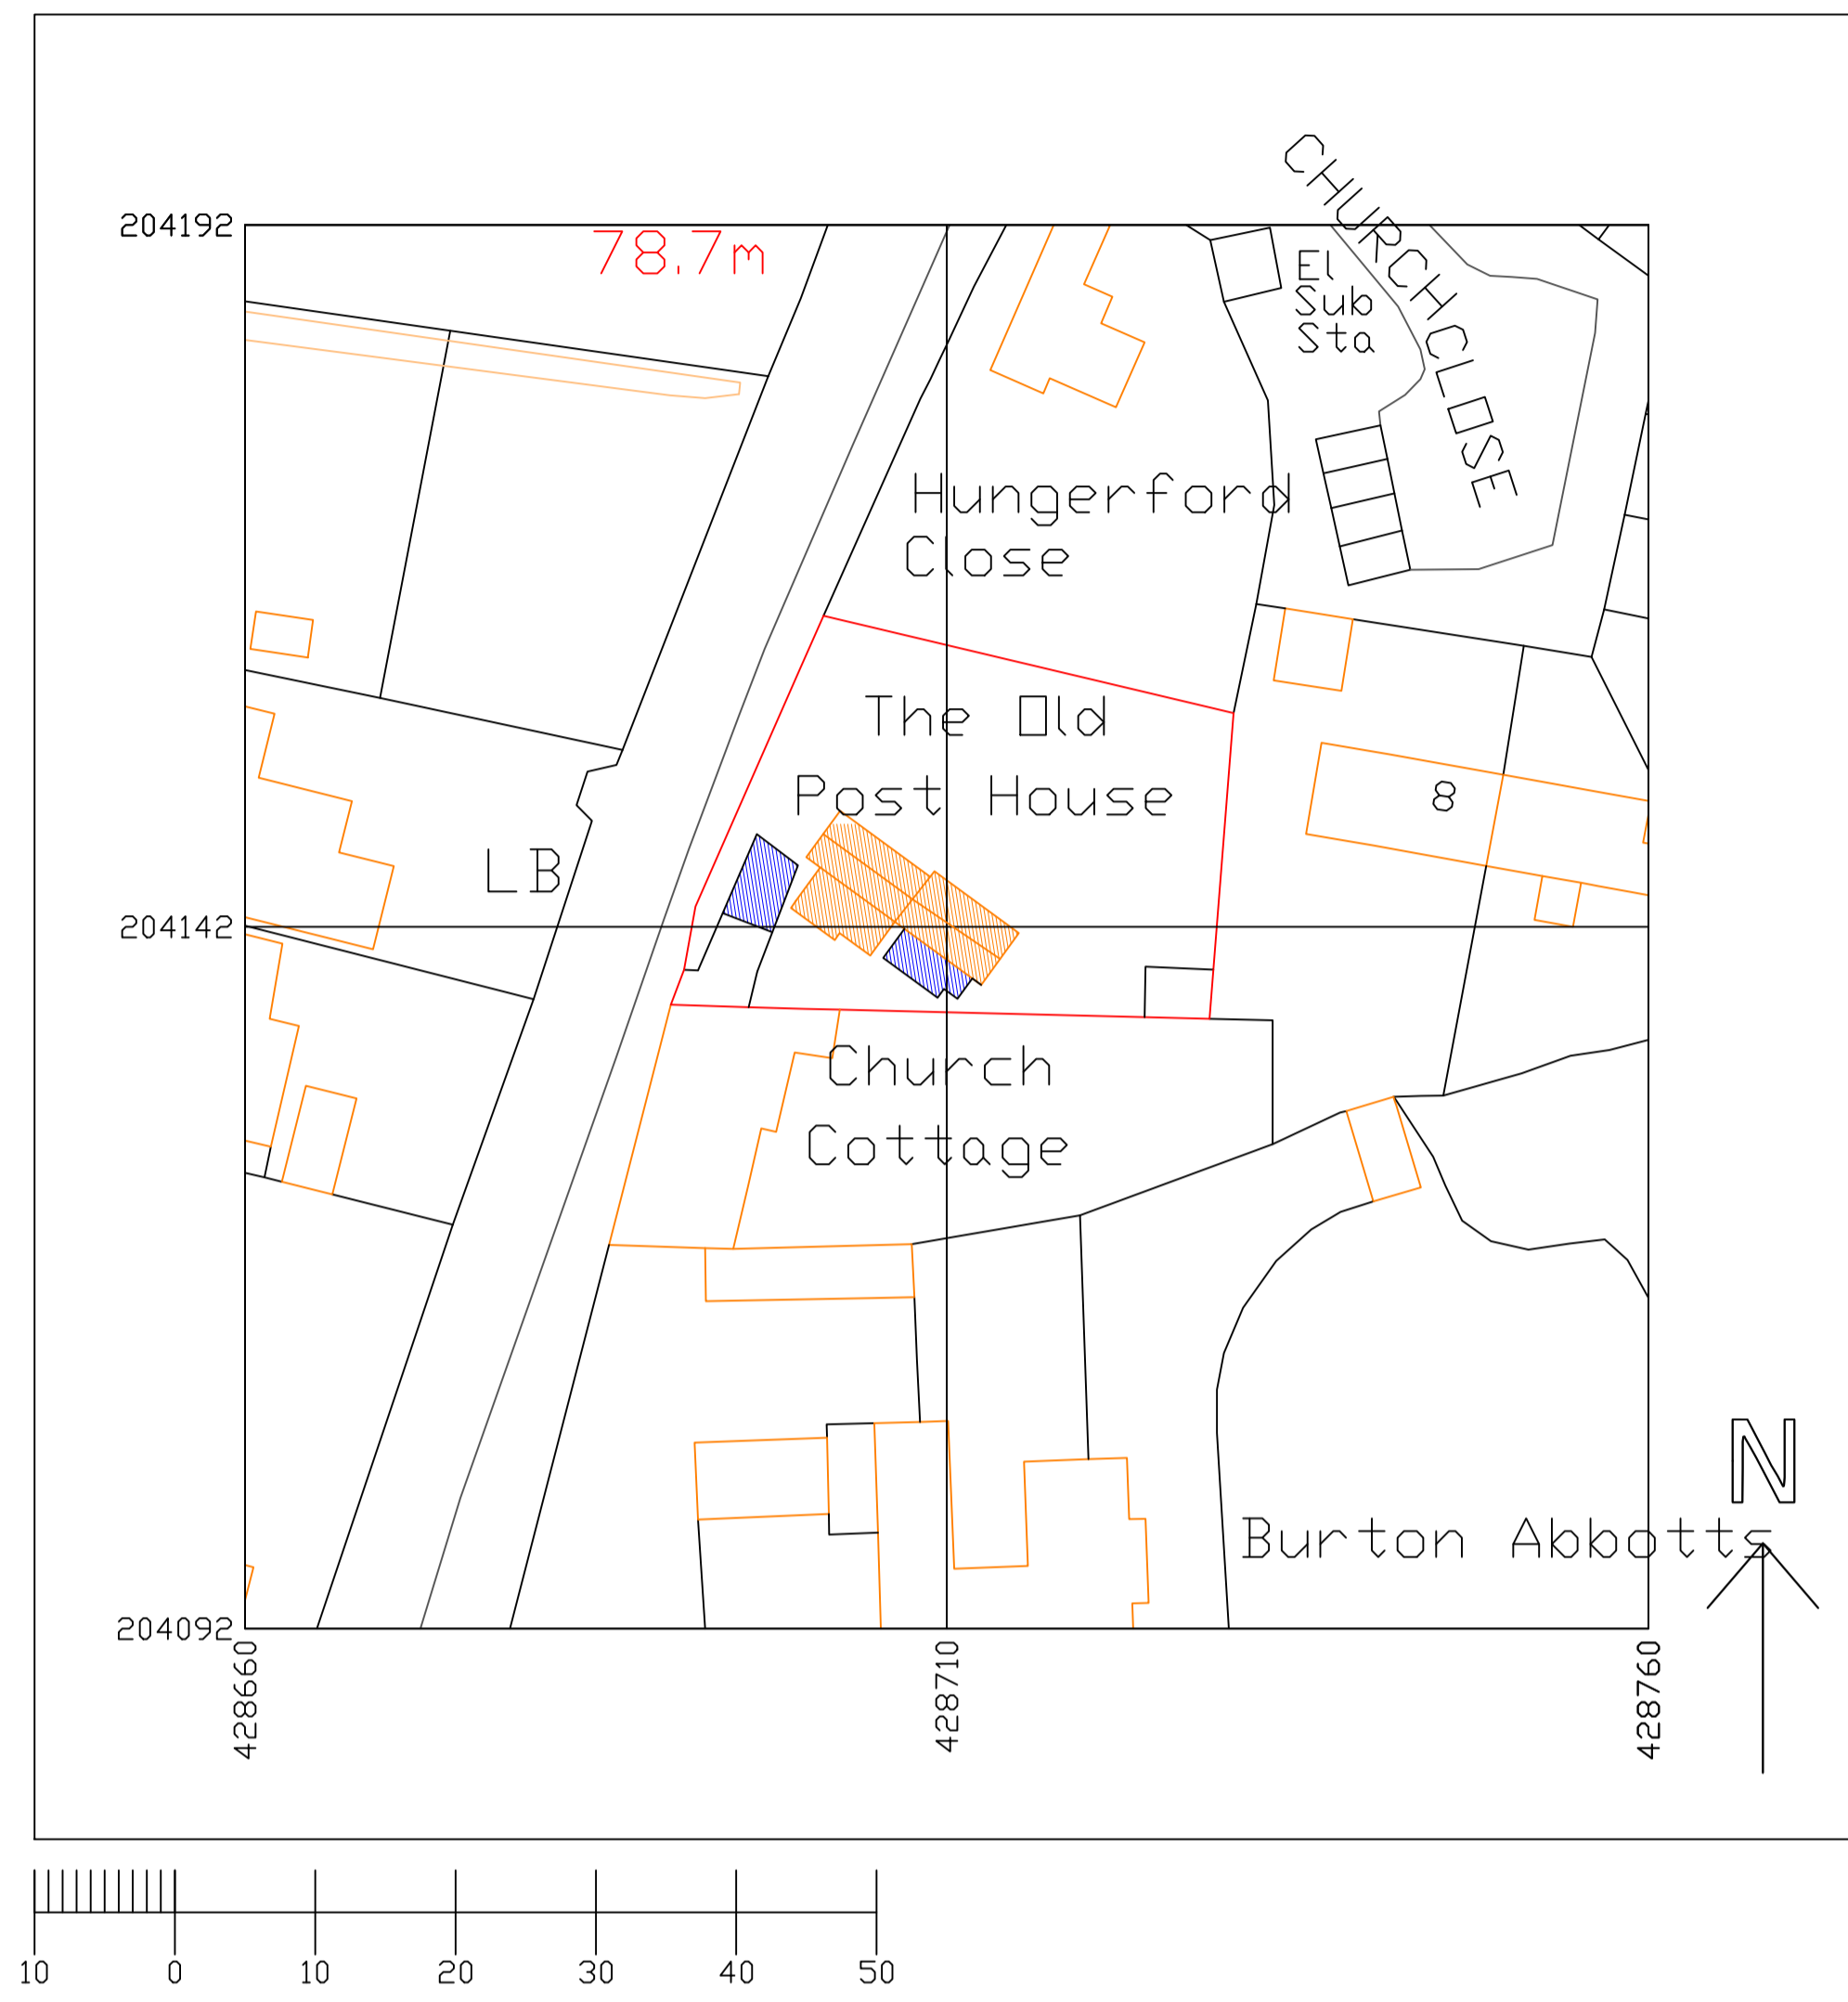 CHURCH CLOSE
204192
78.7m
El
Sub
Sta
Hungerford
Close
The Old
Post House
8
LB
204142
Church
Cottage
N
Burton Abbotts
204092
428660
428710
428760
10 0 10 20 30 40 50